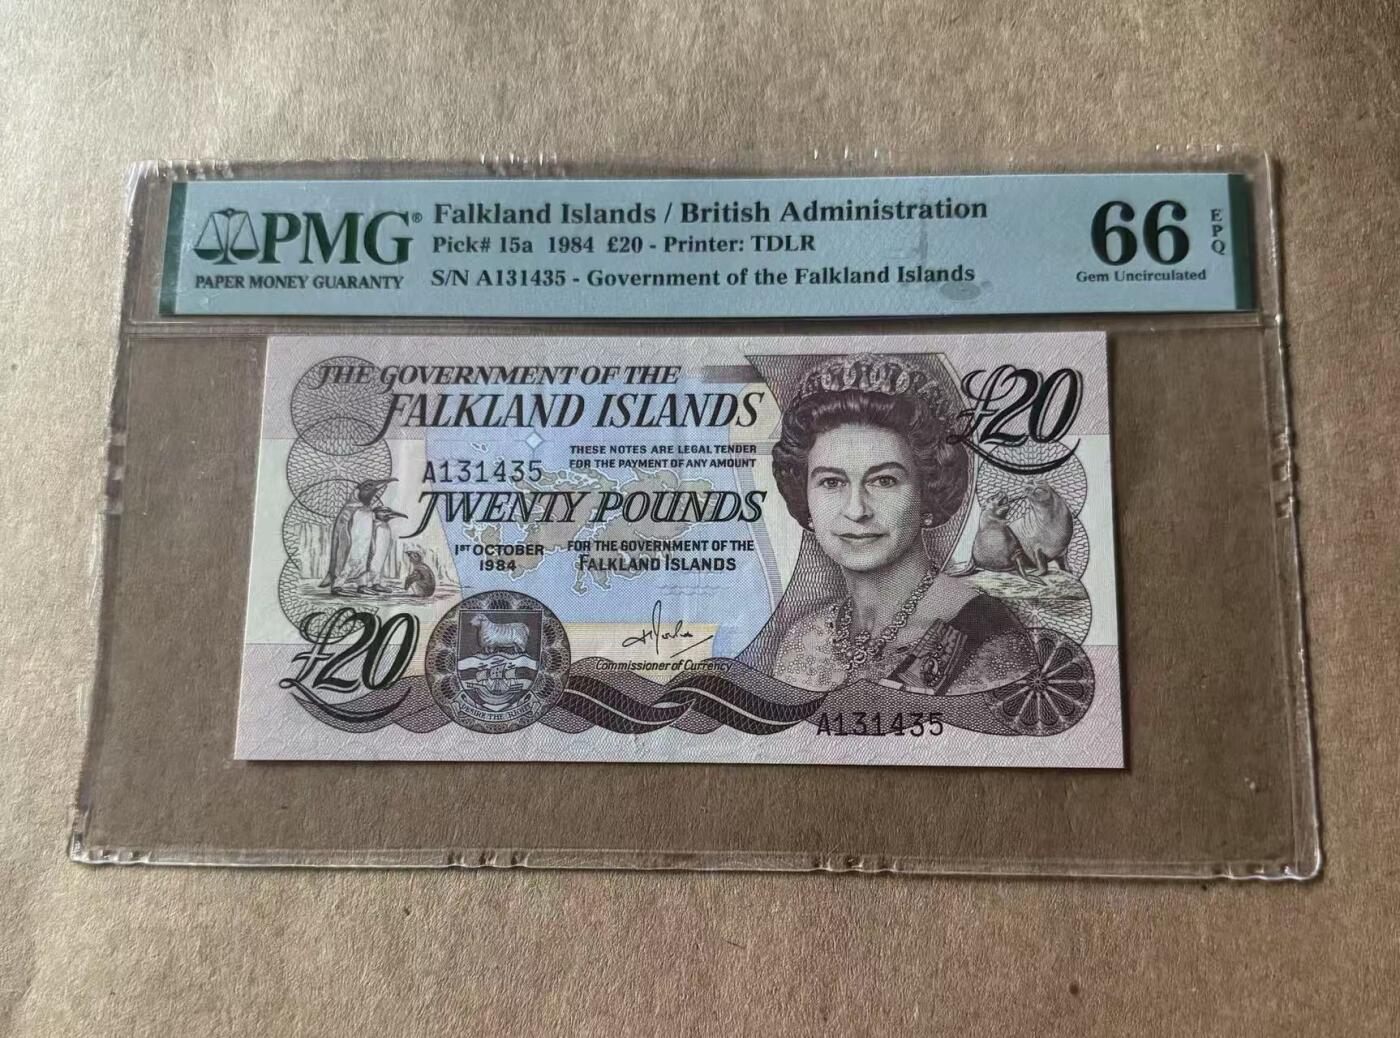 PMG®
PAPER MONEY GUARANTY
Falkland Islands / British Administration
Pick# 15a 1984 £20 - Printer: TDLR
S/N A131435 - Government of the Falkland Islands
66
EPQ
Gem Uncirculated
THE GOVERNMENT OF THE
FALKLAND ISLANDS
£20
THESE NOTES ARE LEGAL TENDER
FOR THE PAYMENT OF ANY AMOUNT
A131435
TWENTY POUNDS
1ST OCTOBER
1984
FOR THE GOVERNMENT OF THE
FALKLAND ISLANDS
£20
Commissioner of Currency
DESIRE THE RIGHT
A131435